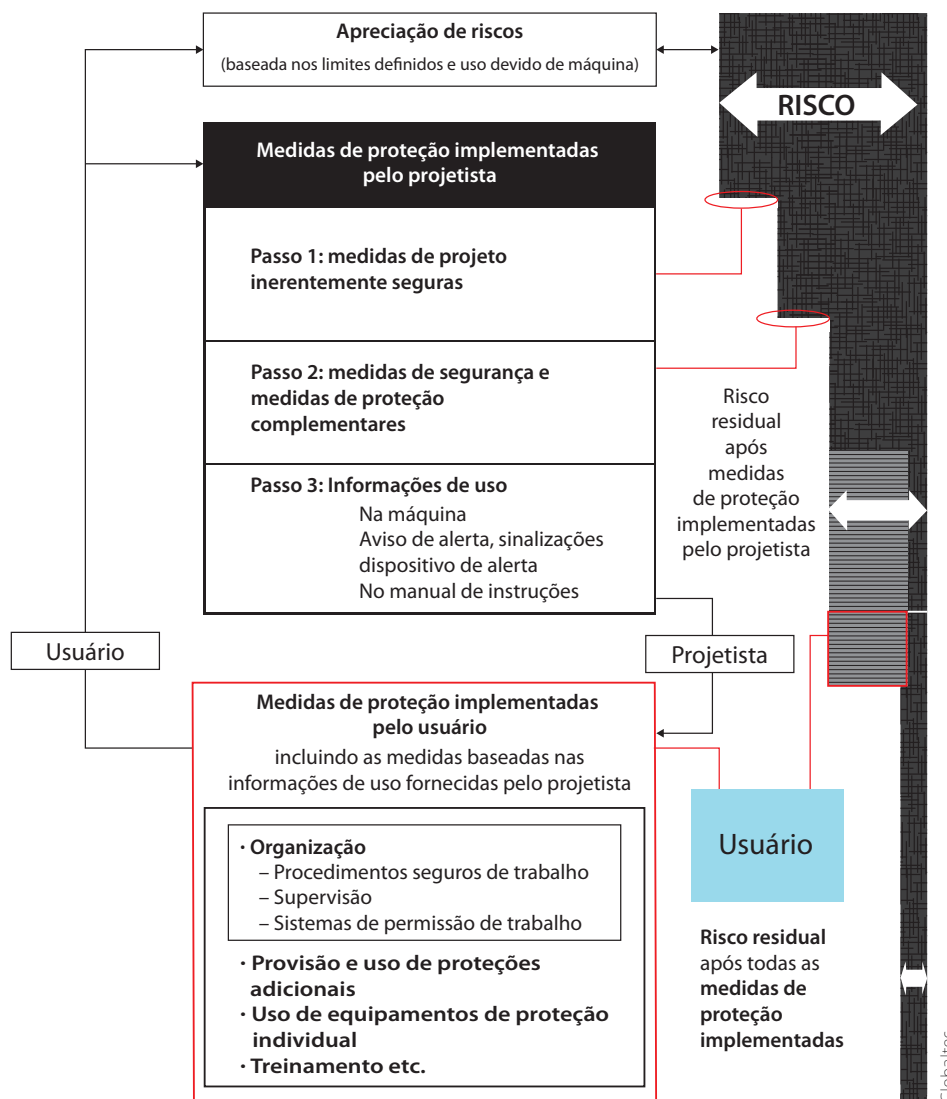 Apreciação de riscos
(baseada nos limites definidos e uso devido de máquina)
RISCO
Medidas de proteção implementadas
pelo projetista
Passo 1: medidas de projeto
inerentemente seguras
Passo 2: medidas de segurança e
medidas de proteção
complementares
Risco
residual
após
medidas
de proteção
implementadas
pelo projetista
Passo 3: Informações de uso
Na máquina
Aviso de alerta, sinalizações
dispositivo de alerta
No manual de instruções
Usuário
Projetista
Medidas de proteção implementadas
pelo usuário
incluindo as medidas baseadas nas
informações de uso fornecidas pelo projetista
· Organização
– Procedimentos seguros de trabalho
– Supervisão
– Sistemas de permissão de trabalho
· Provisão e uso de proteções
adicionais
· Uso de equipamentos de proteção
individual
· Treinamento etc.
Usuário
Risco residual
após todas as
medidas de
proteção
implementadas